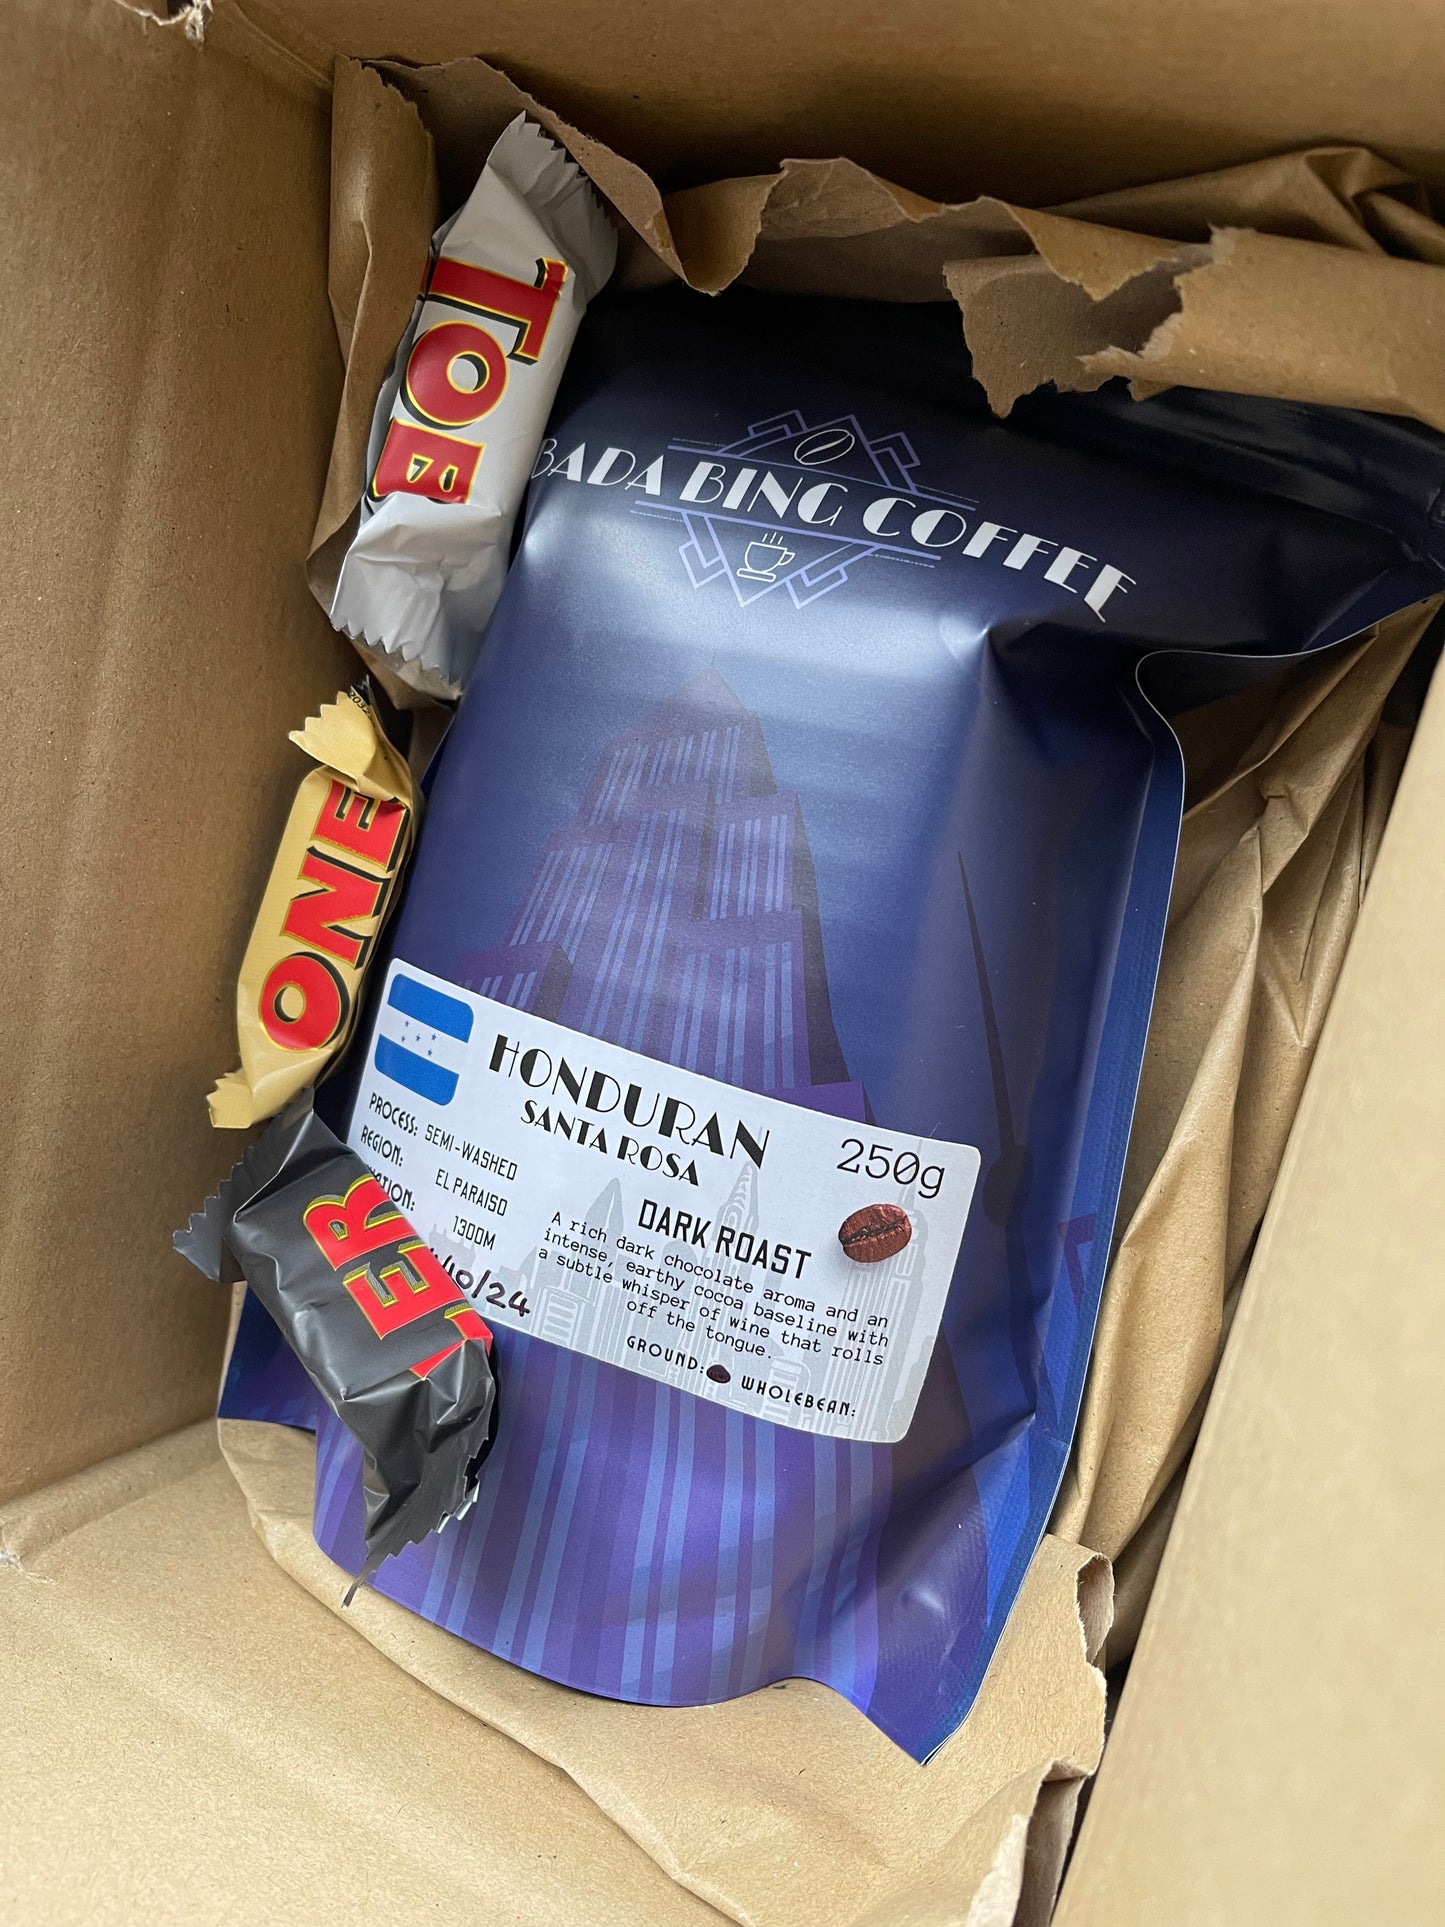 TOB
BADA BING COFFEE
ONE
HONDURAN
SANTA ROSA
250g
PROCESS: SEMI-WASHED
REGION: EL PARAISO
1300M
DARK ROAST
A rich dark chocolate aroma and an
intense, earthy cocoa baseline with
a subtle whisper of wine that rolls
off the tongue.
10/24
GROUND: WHOLEBEAN:
ER